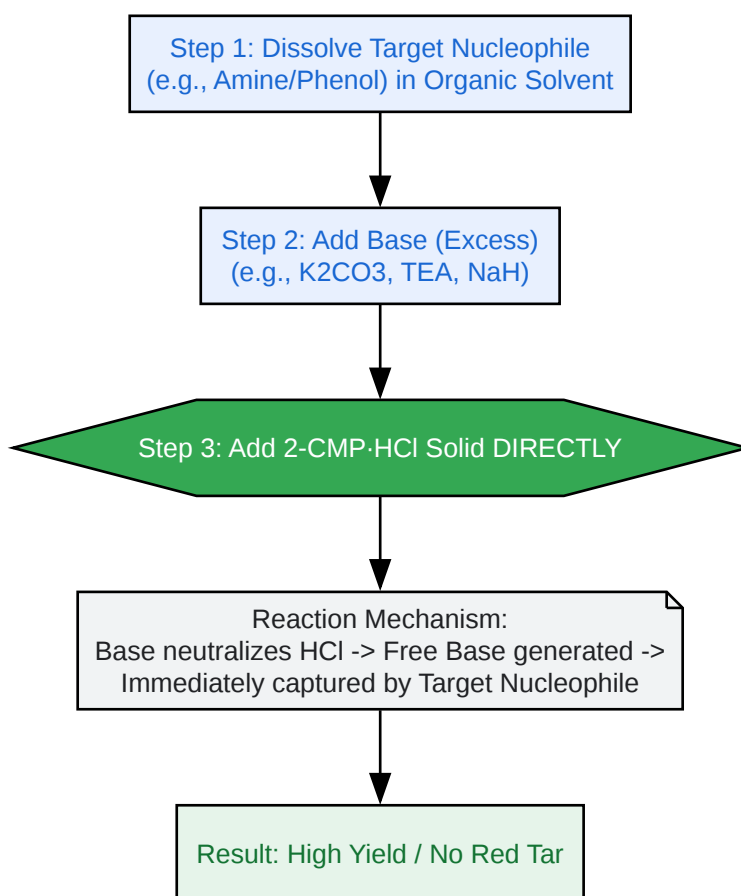 Step 1: Dissolve Target Nucleophile
(e.g., Amine/Phenol) in Organic Solvent
Step 2: Add Base (Excess)
(e.g., K2CO3, TEA, NaH)
Step 3: Add 2-CMP·HCl Solid DIRECTLY
Reaction Mechanism:
Base neutralizes HCl -> Free Base generated ->
Immediately captured by Target Nucleophile
Result: High Yield / No Red Tar